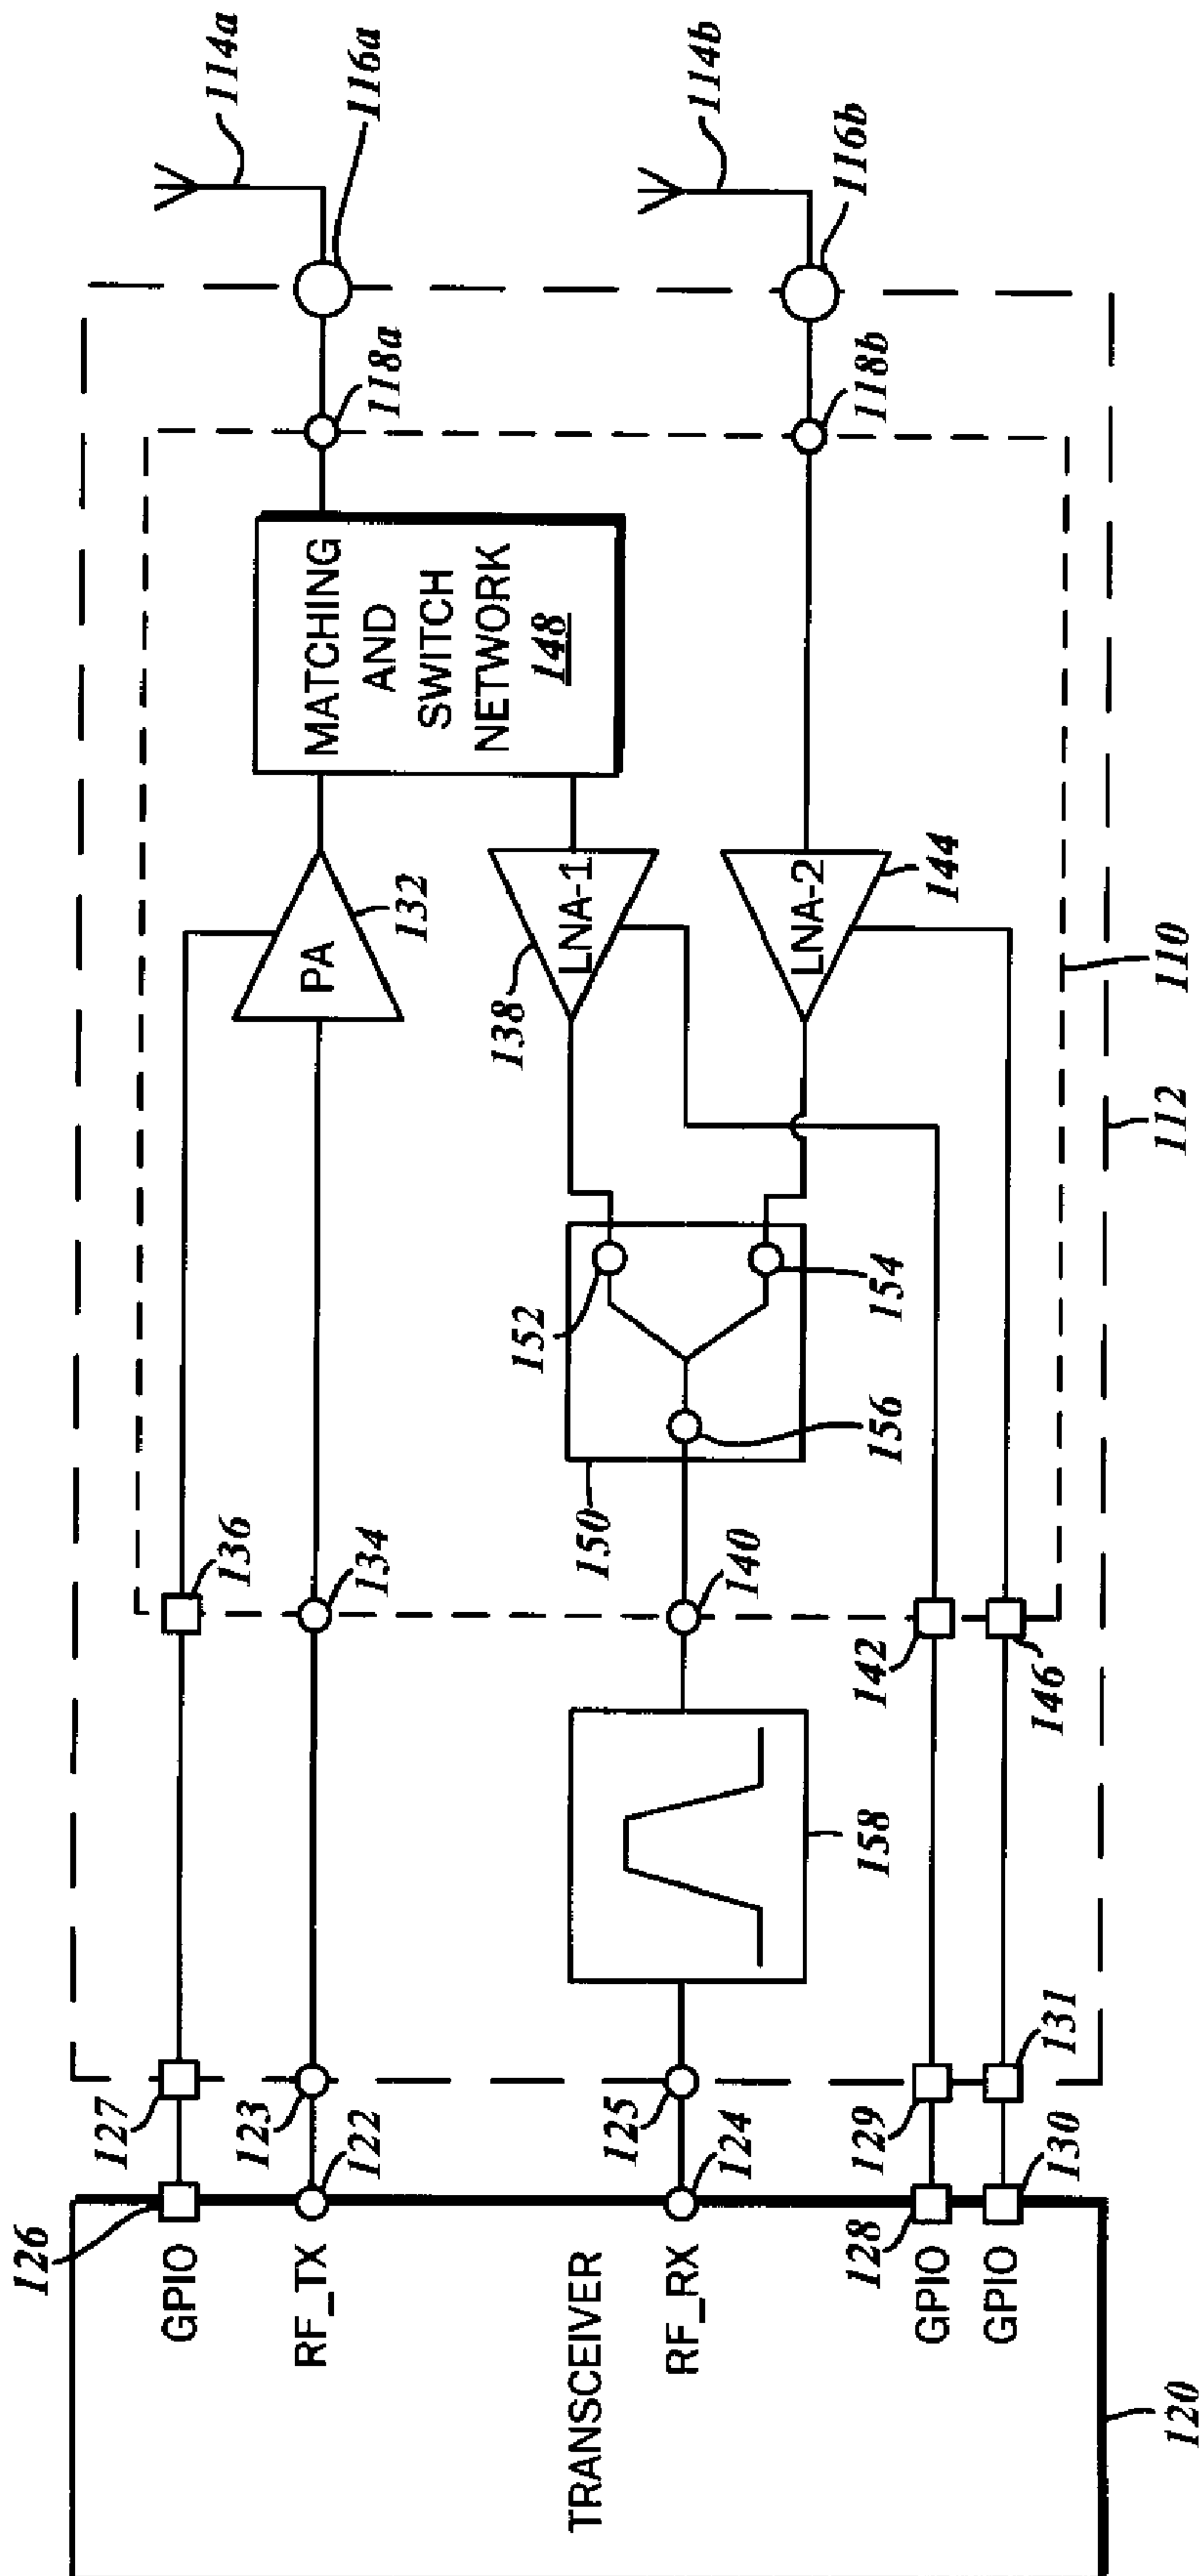 114a
116a
118a
114b
116b
118b
MATCHING
AND
SWITCH
NETWORK
148
PA
132
LNA-1
138
LNA-2
144
110
112
152
154
156
150
136
134
140
142
146
158
127
123
125
129
131
126
122
124
128
130
GPIO
RF_TX
TRANSCEIVER
RF_RX
GPIO
GPIO
120